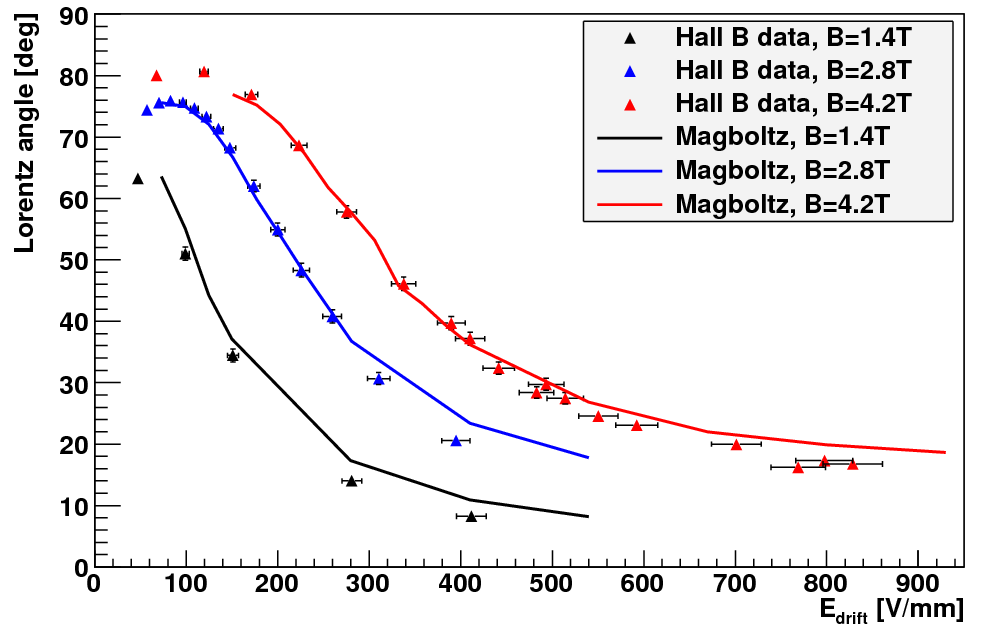 Lorentz angle [deg]
90
80
70
60
50
40
30
20
10
0
Hall B data, B=1.4T
Hall B data, B=2.8T
Hall B data, B=4.2T
Magboltz, B=1.4T
Magboltz, B=2.8T
Magboltz, B=4.2T
0 100 200 300 400 500 600 700 800 900
E_drift [V/mm]